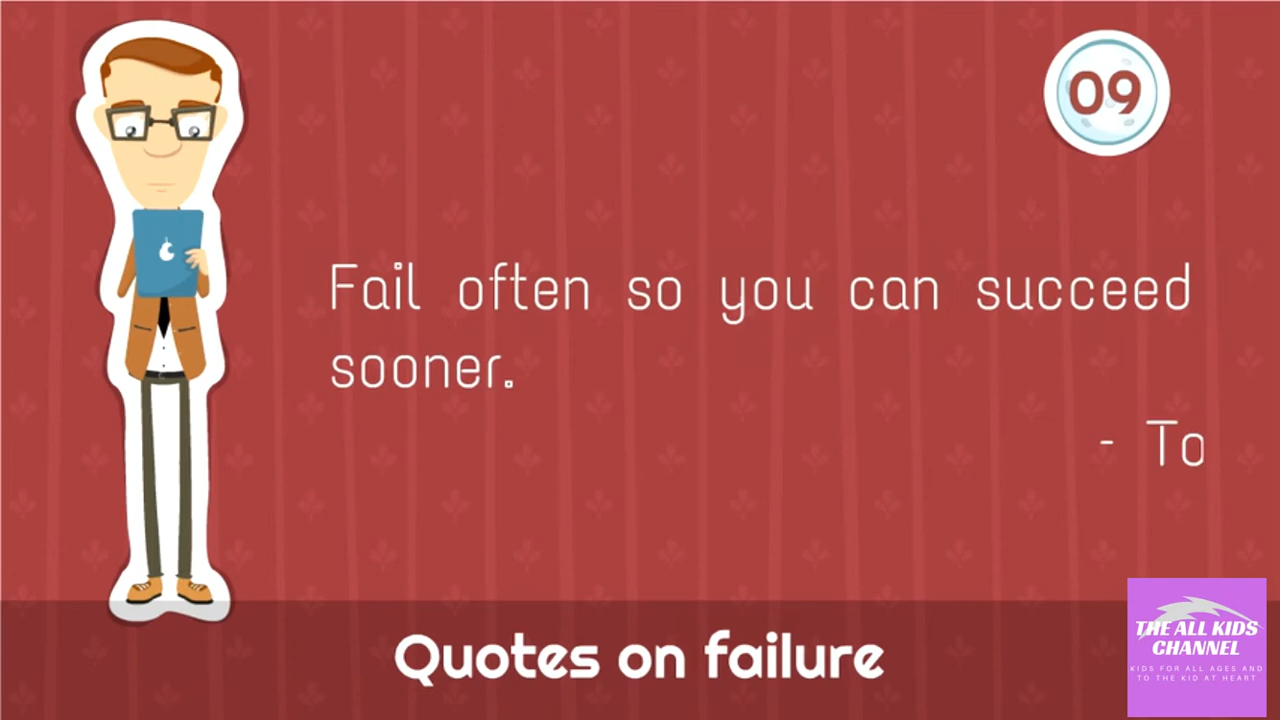 09
Fail often so you can succeed
sooner.
- To
Quotes on failure
THE ALL KIDS
CHANNEL
KIDS FOR ALL AGES AND
TO THE KID AT HEART